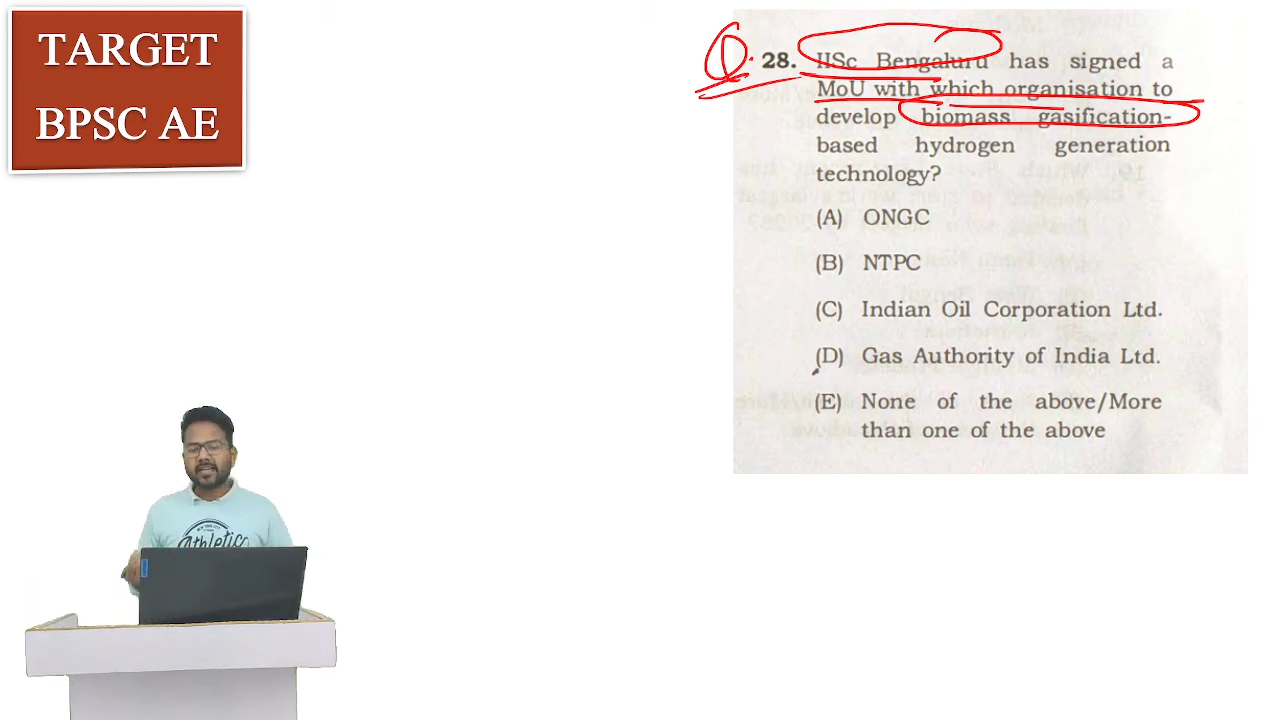 TARGET
BPSC AE
Q. 28. IISc Bengaluru has signed a
MoU with which organisation to
develop biomass gasification-
based hydrogen generation
technology?
(A) ONGC
(B) NTPC
(C) Indian Oil Corporation Ltd.
(D) Gas Authority of India Ltd.
(E) None of the above/More
than one of the above